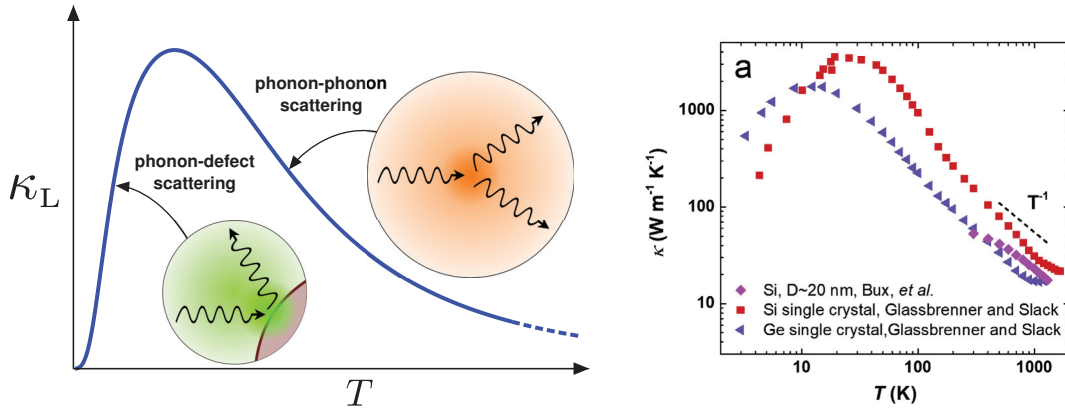 κL
phonon-defect
scattering
phonon-phonon
scattering
T
a
κ (W m⁻¹ K⁻¹)
1000
100
10
T⁻¹
Si, D~20 nm, Bux, et al.
Si single crystal, Glassbrenner and Slack
Ge single crystal,Glassbrenner and Slack
10
100
1000
T (K)